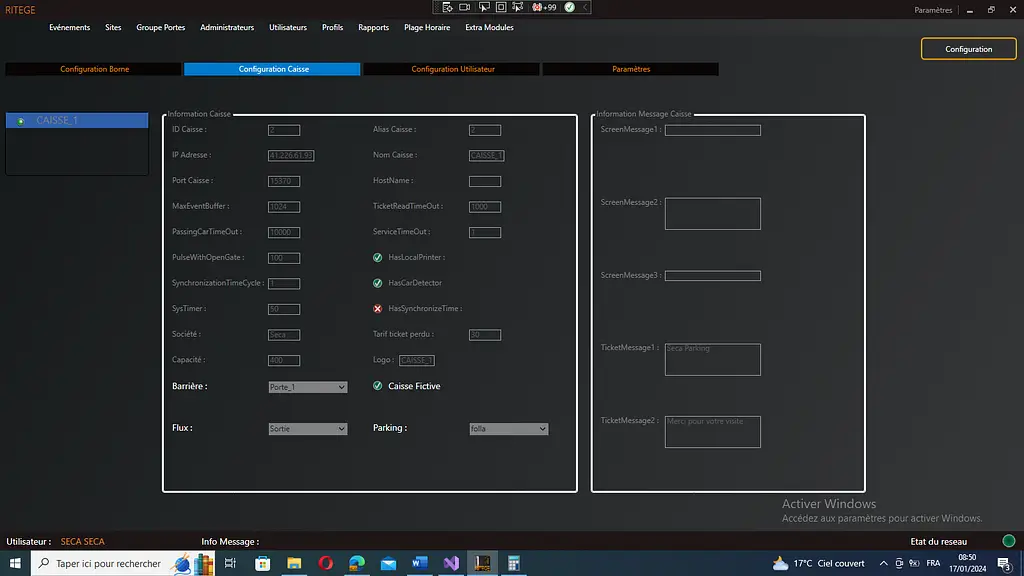 RITEGE
+99
Paramètres
Evénements Sites Groupe Portes Administrateurs Utilisateurs Profils Rapports Plage Horaire Extra Modules
Configuration
Configuration Borne Configuration Caisse Configuration Utilisateur Paramètres
CAISSE_1
Information Caisse
ID Caisse : 2 Alias Caisse : 2
IP Adresse : 41.226.61.93 Nom Caisse : CAISSE_1
Port Caisse : 15370 HostName :
MaxEventBuffer : 1024 TicketReadTimeOut : 1000
PassingCarTimeOut : 10000 ServiceTimeOut : 1
PulseWithOpenGate : 100 HasLocalPrinter :
SynchronizationTimeCycle : 1 HasCarDetector
SysTimer : 50 HasSynchronizeTime :
Société : Seca Tarif ticket perdu : 30
Capacité : 400 Logo : CAISSE_1
Barrière : Porte_1 Caisse Fictive
Flux : Sortie Parking : folla
Information Message Caisse
ScreenMessage1 :
ScreenMessage2 :
ScreenMessage3 :
TicketMessage1 : Seca Parking
TicketMessage2 : Merci pour votre visite
Activer Windows
Accédez aux paramètres pour activer Windows.
Utilisateur : SECA SECA Info Message : Etat du reseau
Taper ici pour rechercher
17°C Ciel couvert
FRA
08:50
17/01/2024
3